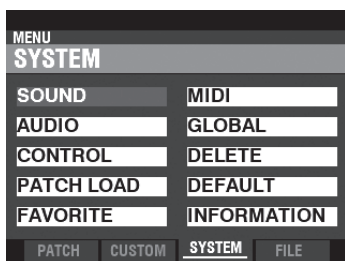 MENU
SYSTEM
SOUND
MIDI
AUDIO
GLOBAL
CONTROL
DELETE
PATCH LOAD
DEFAULT
FAVORITE
INFORMATION
PATCH CUSTOM SYSTEM FILE